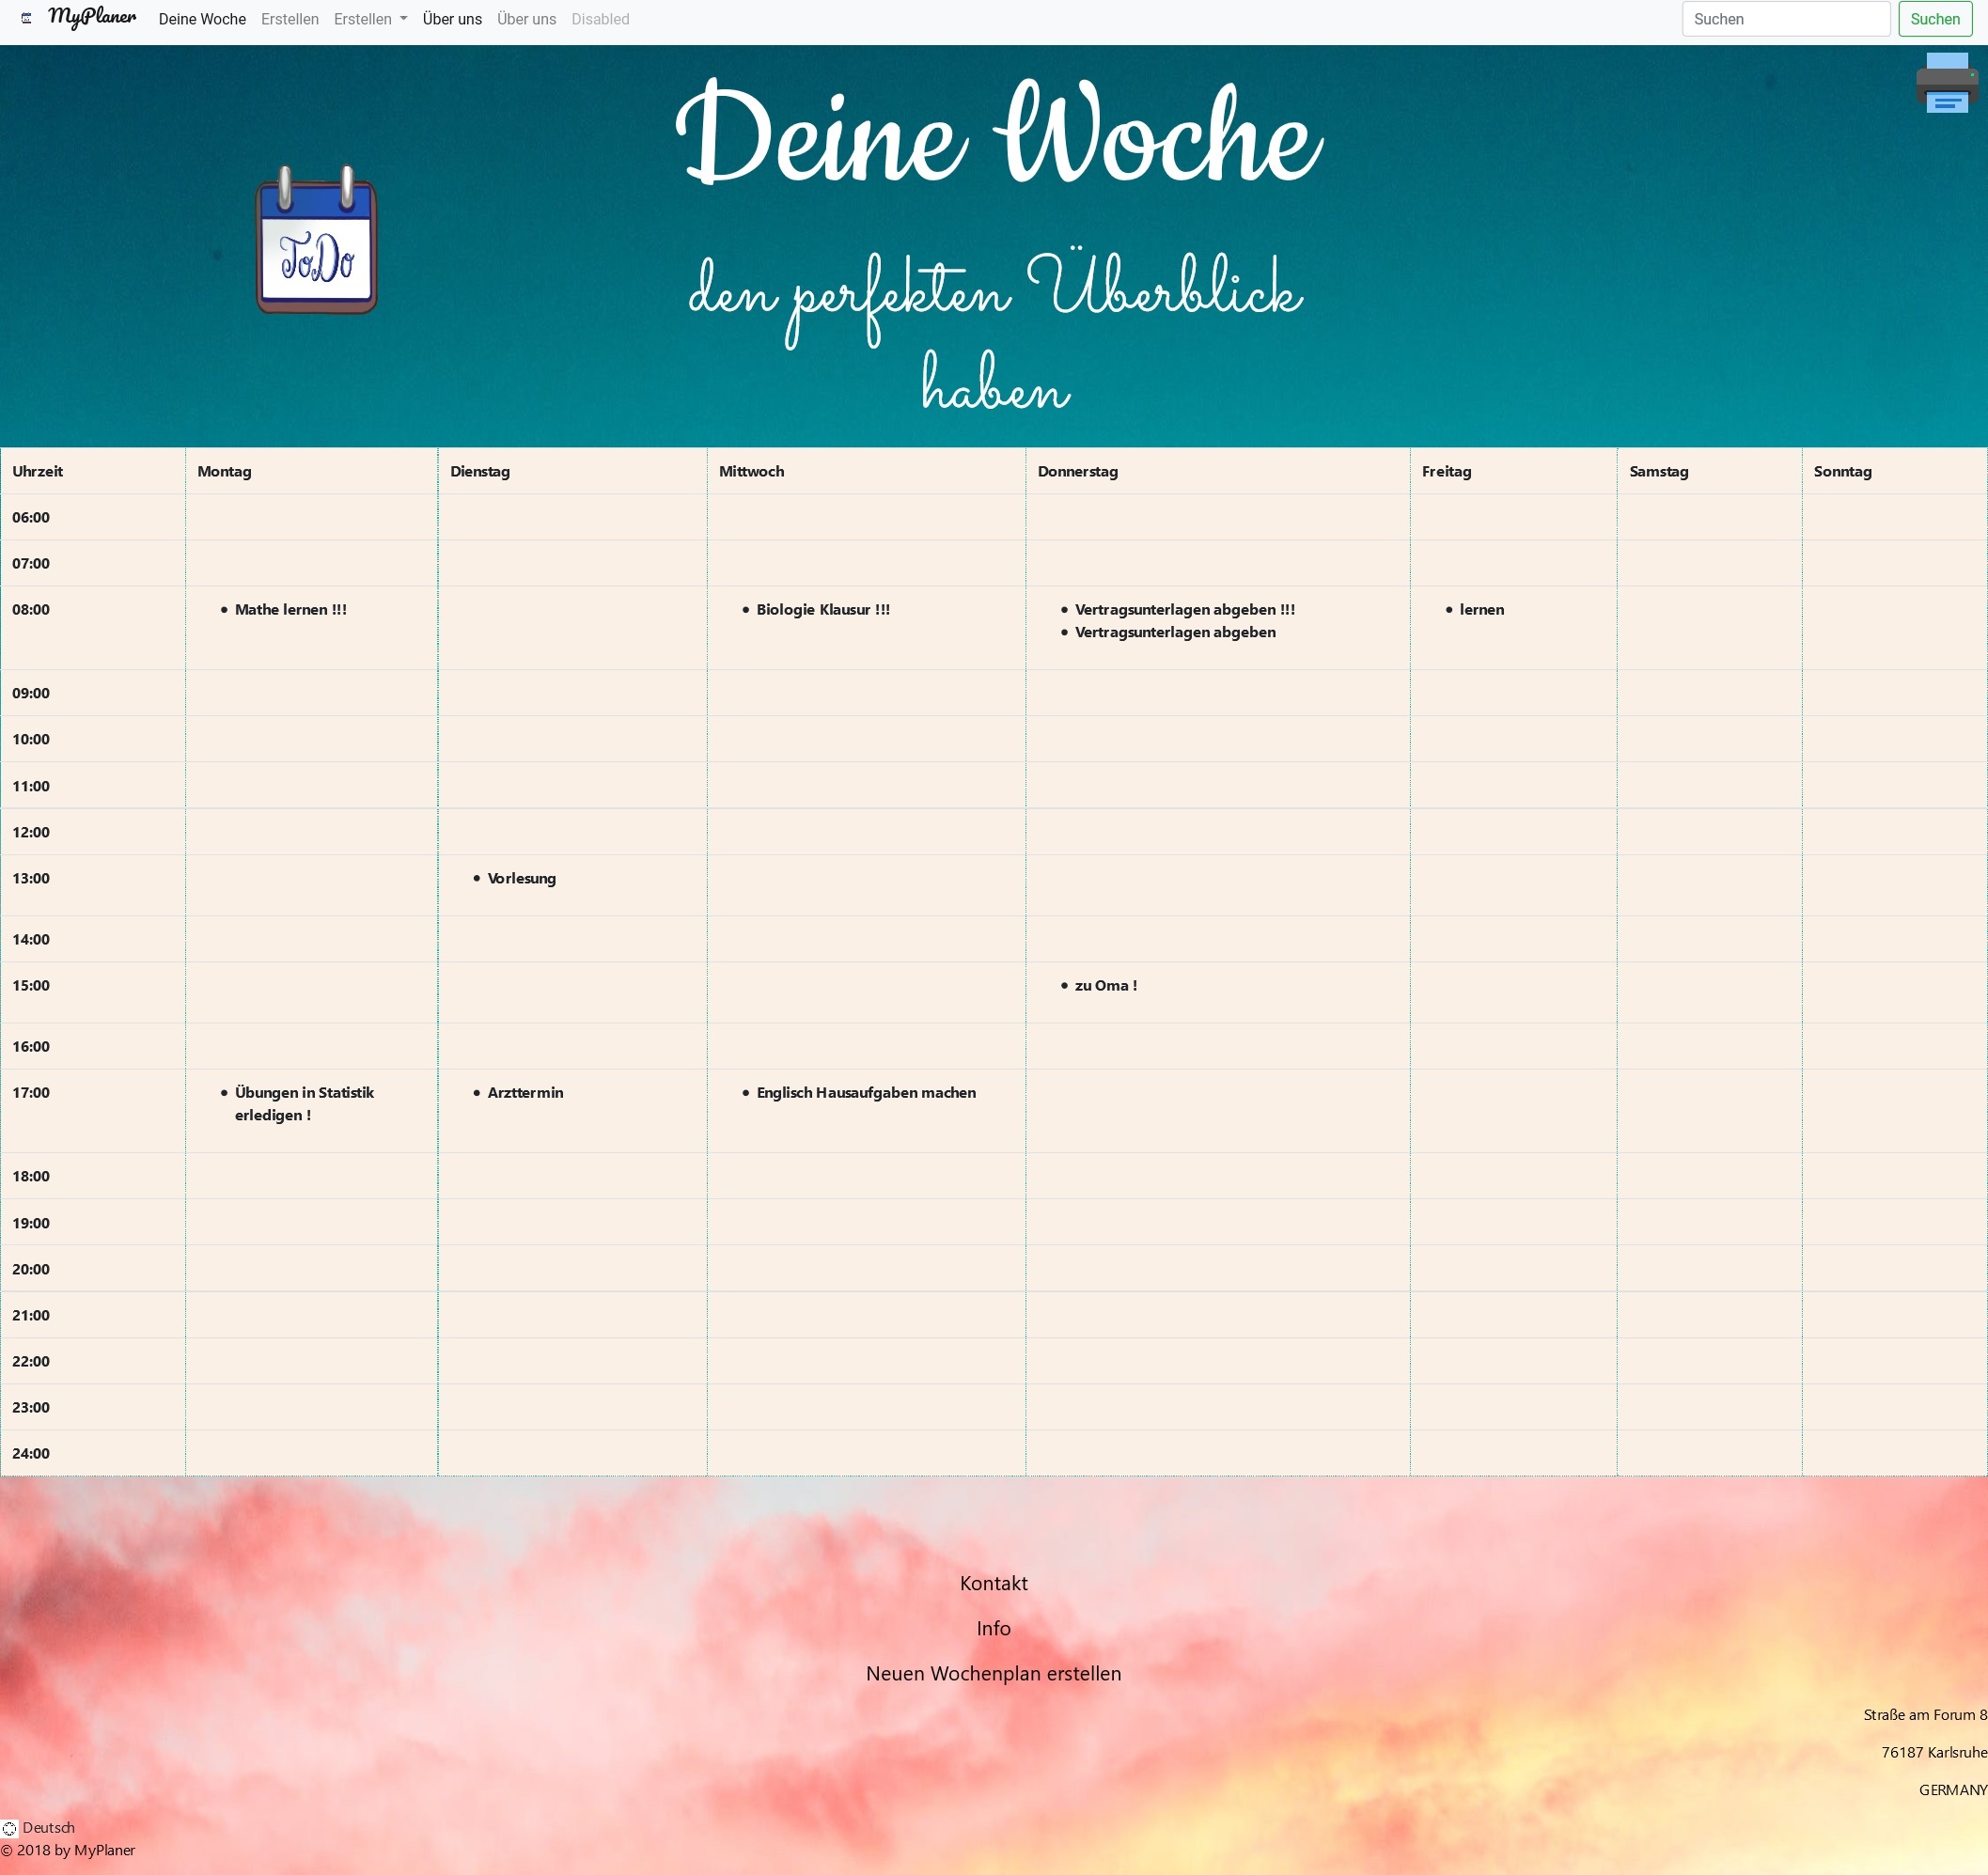 MyPlaner Deine Woche Erstellen Erstellen Über uns Über uns Disabled Suchen Suchen
Deine Woche
ToDo
den perfekten Überblick
haben
Uhrzeit Montag Dienstag Mittwoch Donnerstag Freitag Samstag Sonntag
06:00
07:00
08:00 Mathe lernen !!! Biologie Klausur !!! Vertragsunterlagen abgeben !!! lernen
Vertragsunterlagen abgeben
09:00
10:00
11:00
12:00
13:00 Vorlesung
14:00
15:00 zu Oma !
16:00
17:00 Übungen in Statistik Arzttermin Englisch Hausaufgaben machen
erledigen !
18:00
19:00
20:00
21:00
22:00
23:00
24:00
Kontakt
Info
Neuen Wochenplan erstellen
Straße am Forum 8
76187 Karlsruhe
GERMANY
Deutsch
© 2018 by MyPlaner